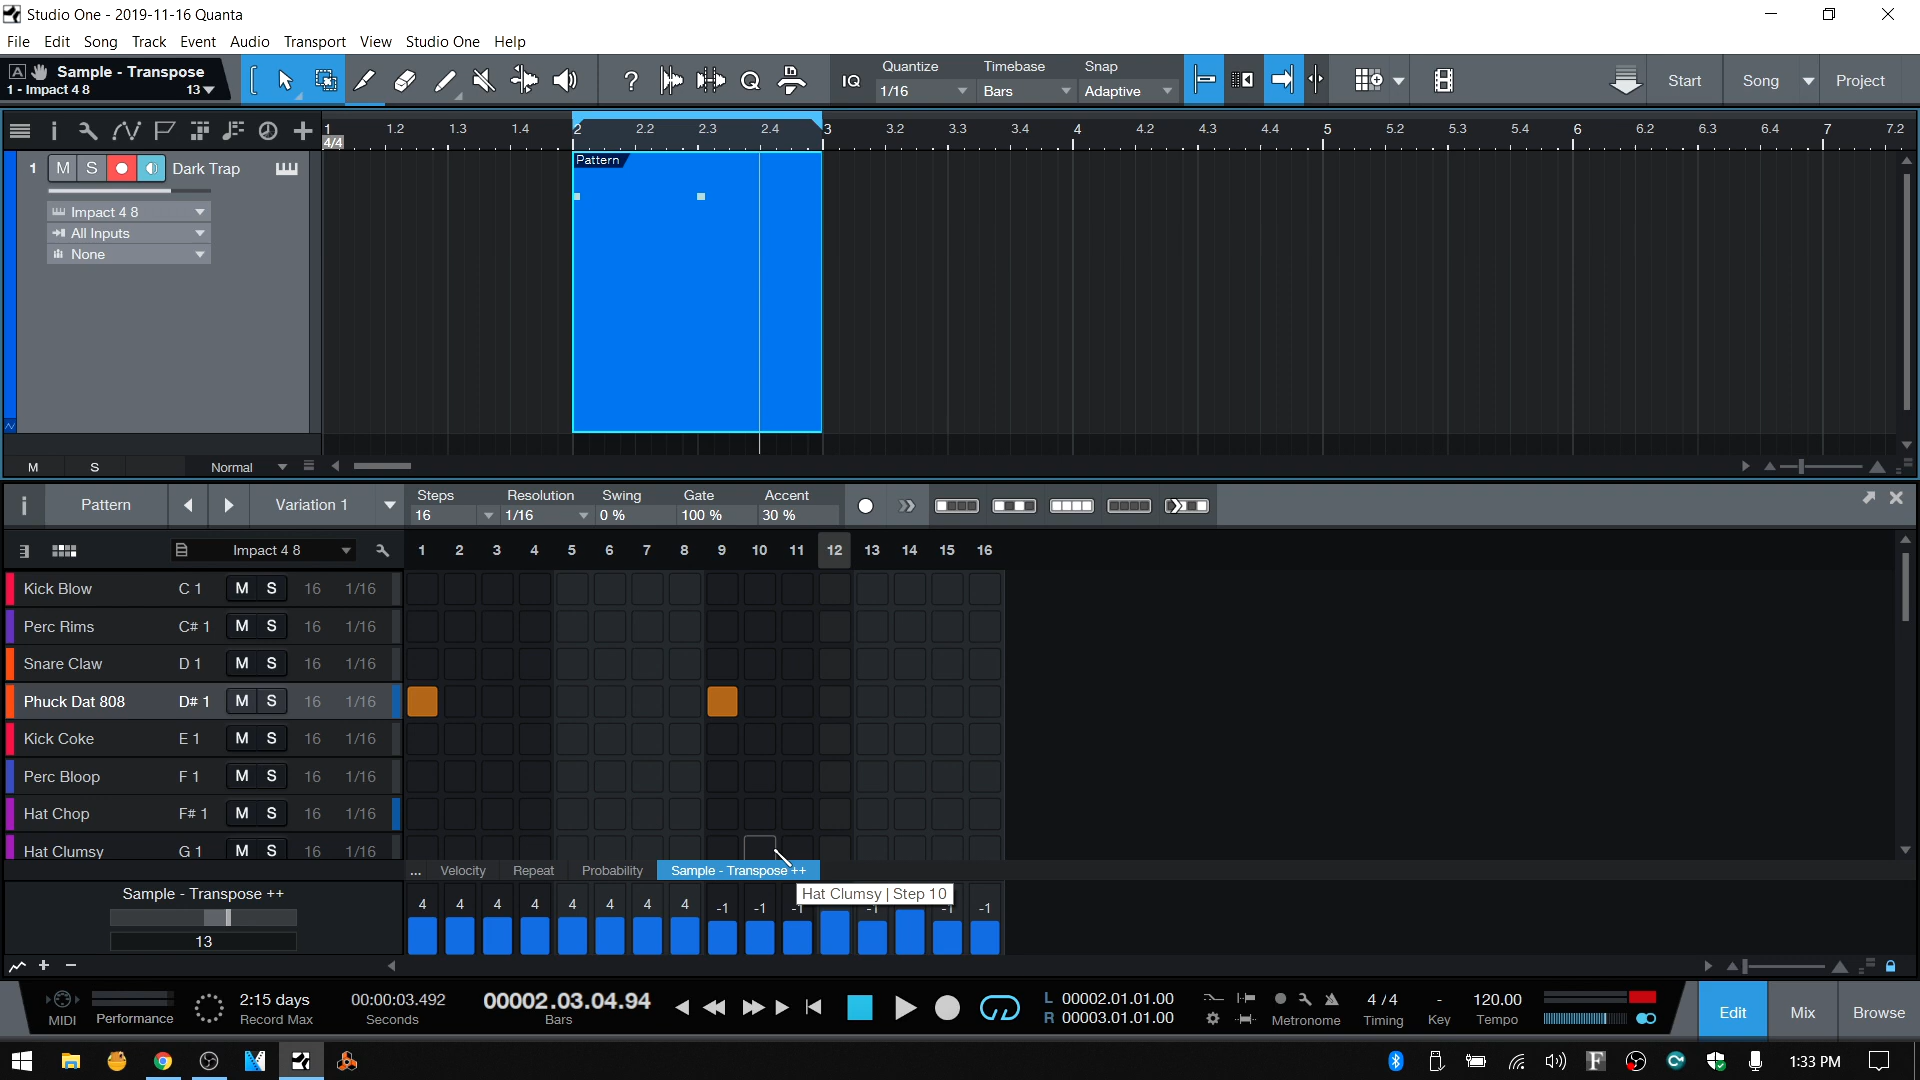 Studio One - 2019-11-16 Quanta
File Edit Song Track Event Audio Transport View Studio One Help
A Sample - Transpose
1 - Impact 4 8 13
? Q IQ
Quantize Timebase Snap
1/16 Bars Adaptive
Start Song Project
1 1.2 1.3 1.4 2 2.2 2.3 2.4 3 3.2 3.3 3.4 4 4.2 4.3 4.4 5 5.2 5.3 5.4 6 6.2 6.3 6.4 7 7.2
4/4
1 M S Dark Trap
Pattern
Impact 4 8
All Inputs
None
M S Normal
Pattern Variation 1
Steps Resolution Swing Gate Accent
16 1/16 0 % 100 % 30 %
Impact 4 8
1 2 3 4 5 6 7 8 9 10 11 12 13 14 15 16
Kick Blow C 1 M S 16 1/16
Perc Rims C# 1 M S 16 1/16
Snare Claw D 1 M S 16 1/16
Phuck Dat 808 D# 1 M S 16 1/16
Kick Coke E 1 M S 16 1/16
Perc Bloop F 1 M S 16 1/16
Hat Chop F# 1 M S 16 1/16
Hat Clumsy G 1 M S 16 1/16
... Velocity Repeat Probability Sample - Transpose ++
Hat Clumsy | Step 10
Sample - Transpose ++
13
4 4 4 4 4 4 4 4 -1 -1 -1 -1 -1 -1
MIDI Performance
2:15 days
Record Max
00:00:03.492
Seconds
00002.03.04.94
Bars
L 00002.01.01.00
R 00003.01.01.00
Metronome
4 / 4
Timing
-
Key
120.00
Tempo
Edit Mix Browse
1:33 PM